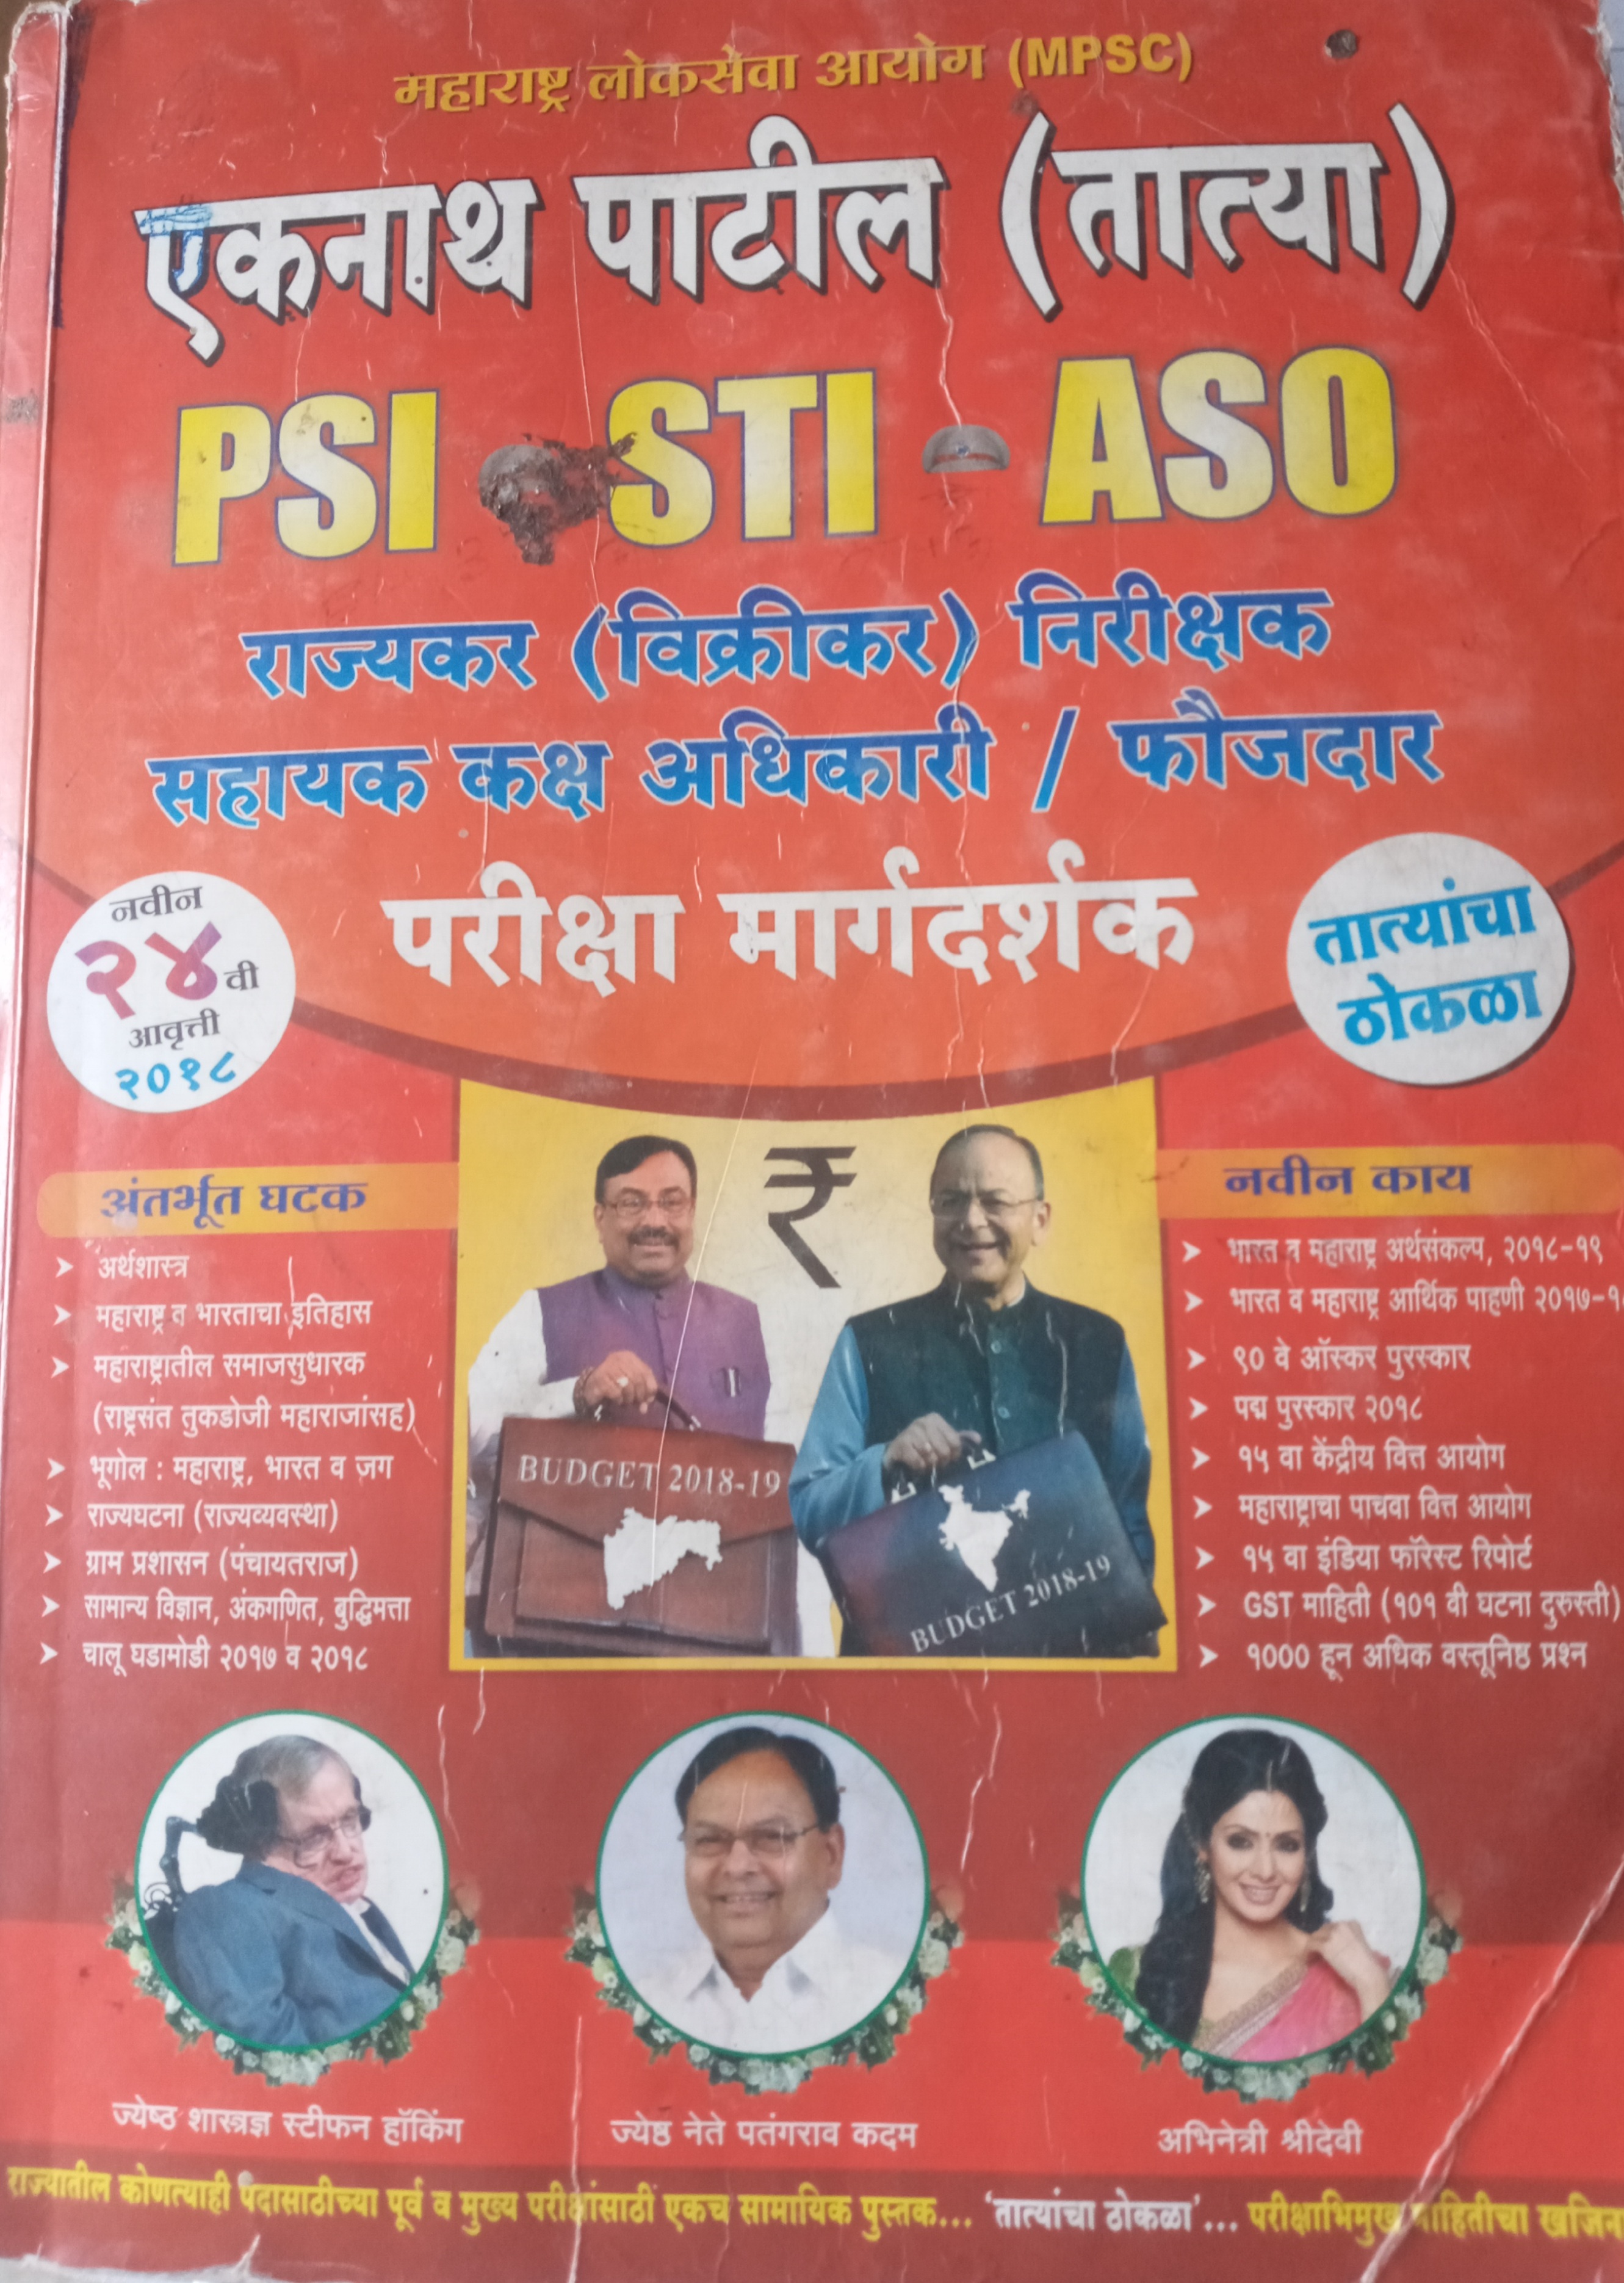 महाराष्ट्र लोकसेवा आयोग (MPSC)
एकनाथ पाटील (तात्या)
PSI STI ASO
राज्यकर (विक्रीकर) निरीक्षक
सहायक कक्ष अधिकारी / फौजदार
परीक्षा मार्गदर्शक
नवीन
२४ वी
आवृत्ती
२०१८
तात्यांचा
ठोकळा
अंतर्भूत घटक
अर्थशास्त्र
महाराष्ट्र व भारताचा इतिहास
महाराष्ट्रातील समाजसुधारक
(राष्ट्रसंत तुकडोजी महाराजांसह)
भूगोल : महाराष्ट्र, भारत व जग
राज्यघटना (राज्यव्यवस्था)
ग्राम प्रशासन (पंचायतराज)
सामान्य विज्ञान, अंकगणित, बुद्धिमत्ता
चालू घडामोडी २०१७ व २०१८
₹
BUDGET 2018-19
BUDGET 2018-19
नवीन काय
भारत व महाराष्ट्र अर्थसंकल्प, २०१८-१९
भारत व महाराष्ट्र आर्थिक पाहणी २०१७-१
९० वे ऑस्कर पुरस्कार
पद्म पुरस्कार २०१८
१५ वा केंद्रीय वित्त आयोग
महाराष्ट्राचा पाचवा वित्त आयोग
१५ वा इंडिया फॉरेस्ट रिपोर्ट
GST माहिती (१०१ वी घटना दुरुस्ती)
१000 हून अधिक वस्तूनिष्ठ प्रश्न
ज्येष्ठ शास्त्रज्ञ स्टीफन हॉकिंग
ज्येष्ठ नेते पतंगराव कदम
अभिनेत्री श्रीदेवी
राज्यातील कोणत्याही पदासाठीच्या पूर्व व मुख्य परीक्षांसाठी एकच सामायिक पुस्तक... 'तात्यांचा ठोकळा'... परीक्षाभिमुख माहितीचा